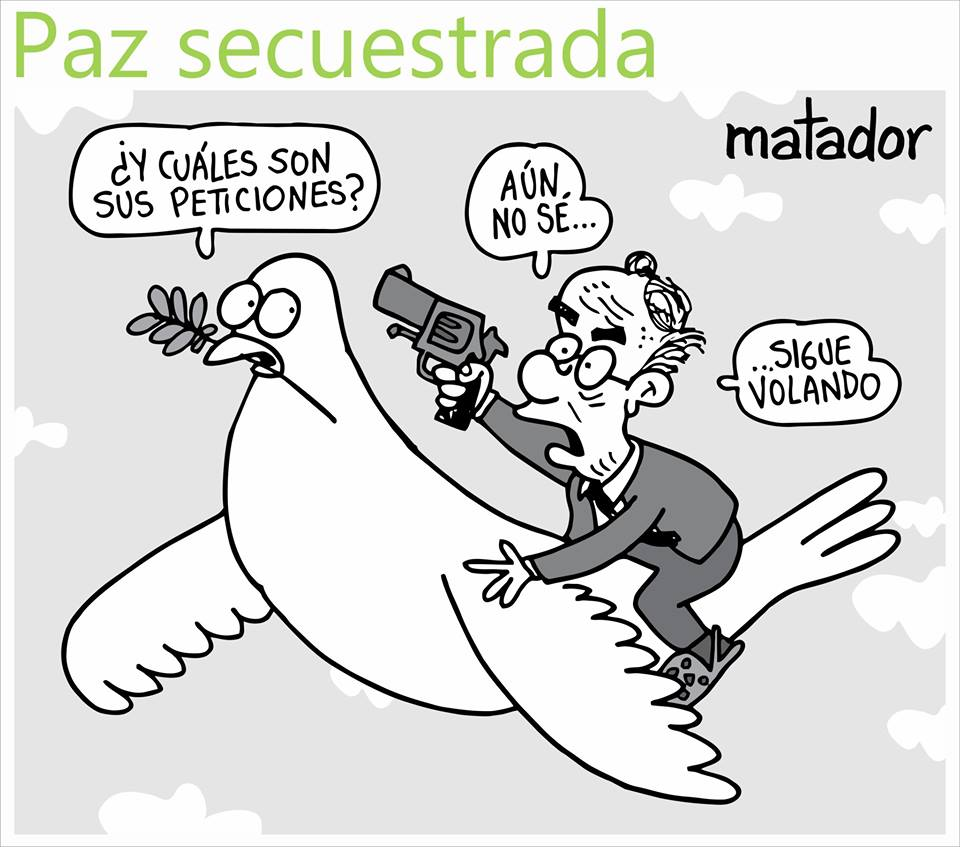 Paz secuestrada
matador
¿Y CUÁLES SON
SUS PETICIONES?
AÚN,
NO SÉ...
...SIGUE
VOLANDO